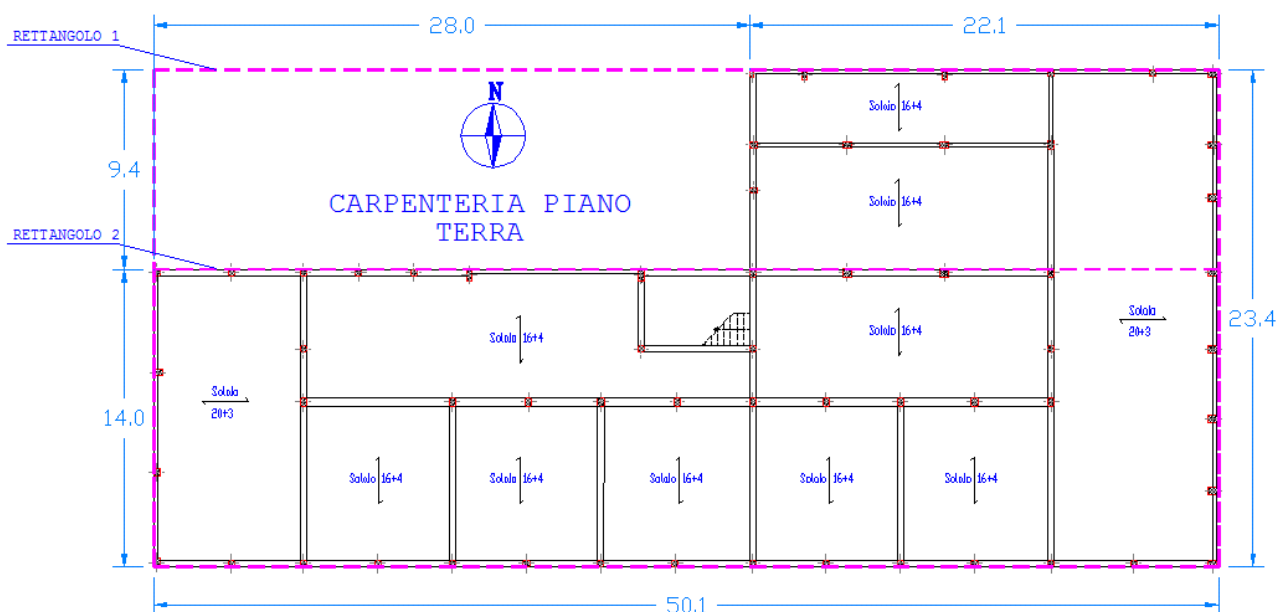 28.0
22.1
RETTANGOLO 1
N
Solaio 16+4
9.4
CARPENTERIA PIANO
TERRA
Solaio 16+4
RETTANGOLO 2
Solaio
20+3
23.4
Solaio 16+4
Solaio 16+4
Solaio
20+3
14.0
Solaio 16+4
Solaio 16+4
Solaio 16+4
Solaio 16+4
Solaio 16+4
50.1